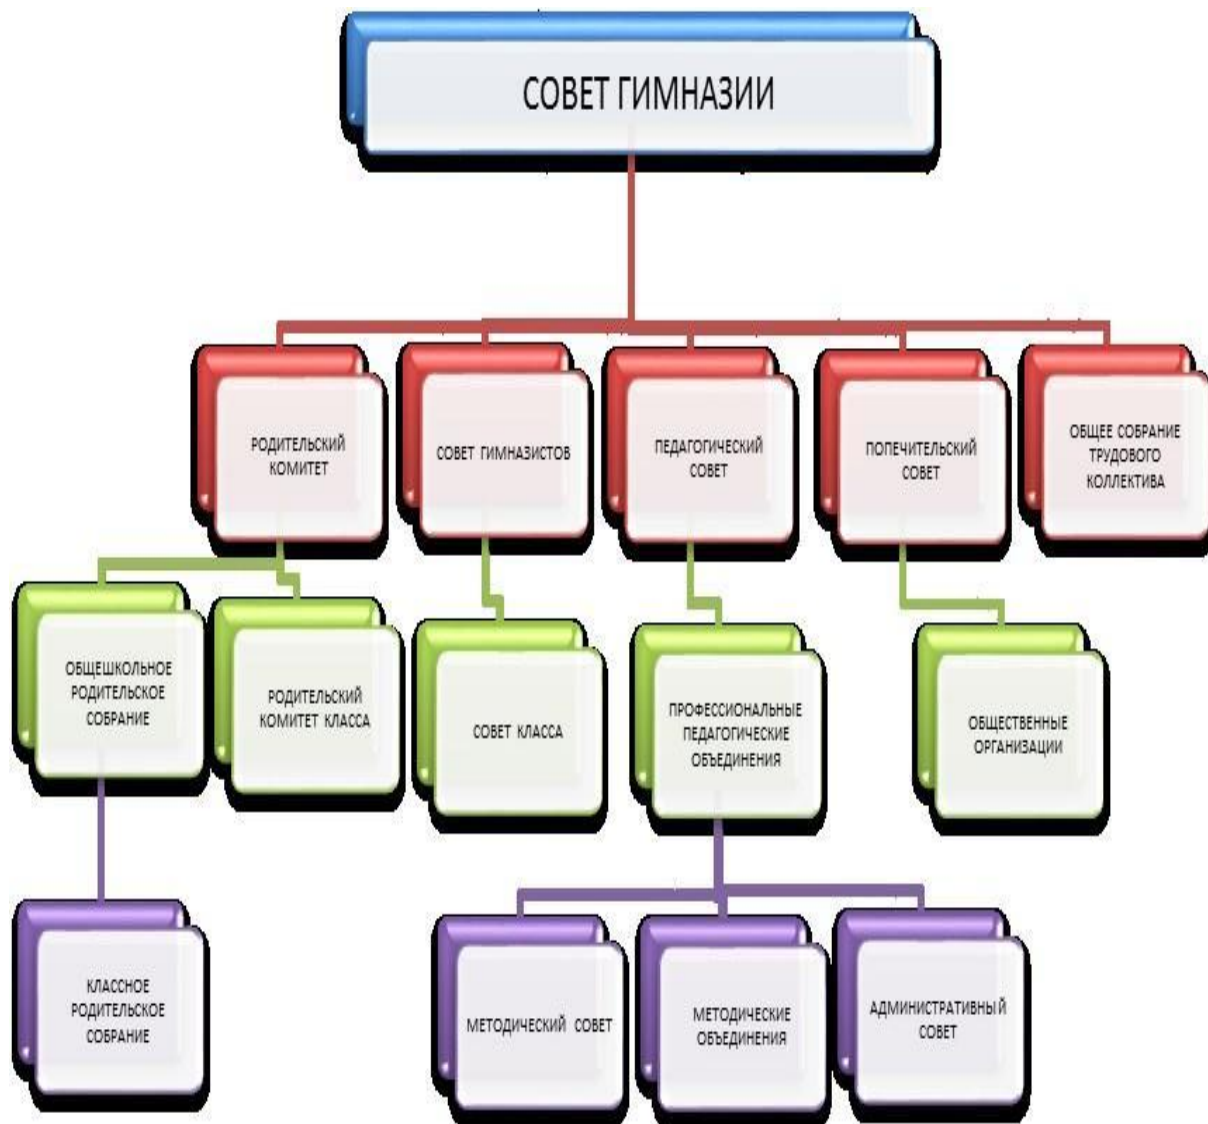 СОВЕТ ГИМНАЗИИ
РОДИТЕЛЬСКИЙ
КОМИТЕТ
СОВЕТ ГИМНАЗИСТОВ
ПЕДАГОГИЧЕСКИЙ
СОВЕТ
ПОПЕЧИТЕЛЬСКИЙ
СОВЕТ
ОБЩЕЕ СОБРАНИЕ
ТРУДОВОГО
КОЛЛЕКТИВА
ОБЩЕШКОЛЬНОЕ
РОДИТЕЛЬСКОЕ
СОБРАНИЕ
РОДИТЕЛЬСКИЙ
КОМИТЕТ КЛАССА
СОВЕТ КЛАССА
ПРОФЕССИОНАЛЬНЫЕ
ПЕДАГОГИЧЕСКИЕ
ОБЪЕДИНЕНИЯ
ОБЩЕСТВЕННЫЕ
ОРГАНИЗАЦИИ
КЛАССНОЕ
РОДИТЕЛЬСКОЕ
СОБРАНИЕ
МЕТОДИЧЕСКИЙ СОВЕТ
МЕТОДИЧЕСКИЕ
ОБЪЕДИНЕНИЯ
АДМИНИСТРАТИВНЫЙ
СОВЕТ